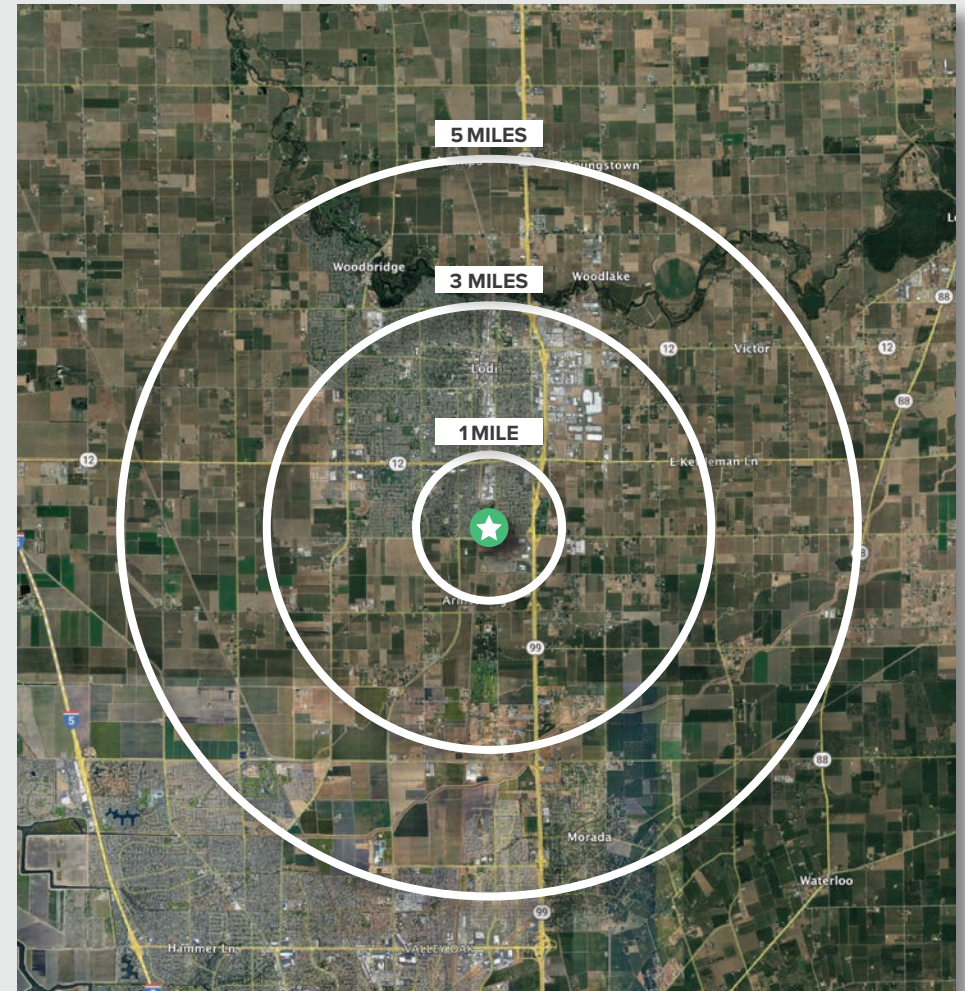 5 MILES
Youngstown
Woodbridge
3 MILES
Woodlake
88
12
Victor
12
Lodi
88
1 MILE
12
12
E Kettleman Ln
99
5
88
Morada
Waterloo
99
Hammer Ln
VALLEY OAK